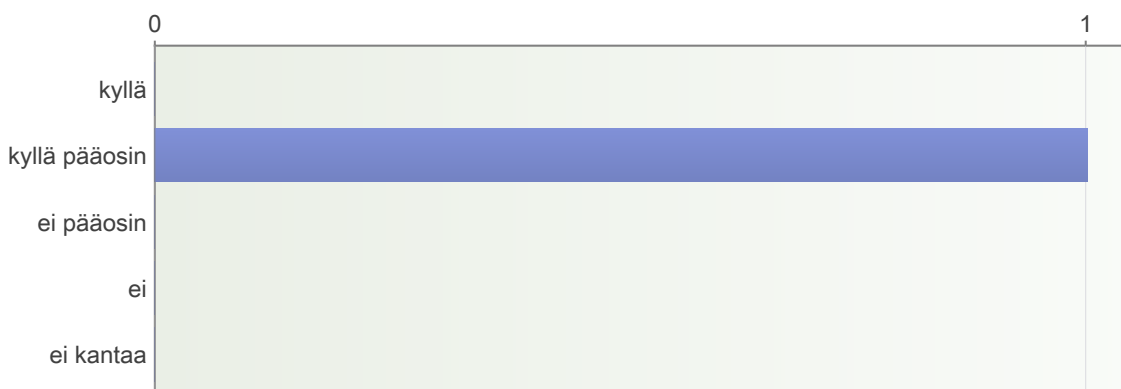 0 1
kyllä
kyllä pääosin
ei pääosin
ei
ei kantaa